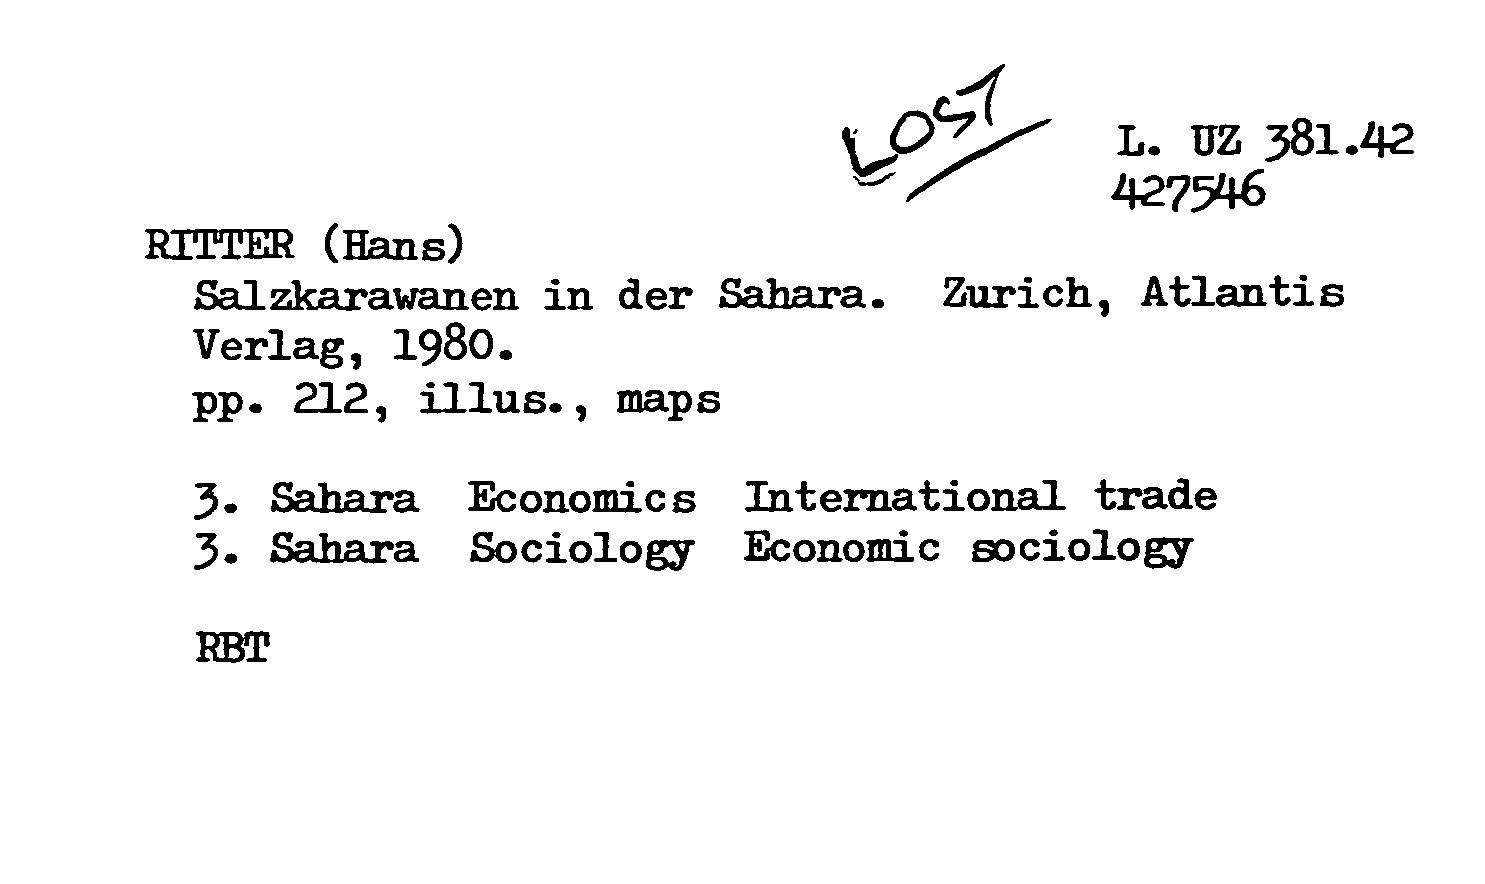 LOST
L. UZ 381.42
427546
RITTER (Hans)
Salzkarawanen in der Sahara. Zurich, Atlantis
Verlag, 1980.
pp. 212, illus., maps
3. Sahara Economics International trade
3. Sahara Sociology Economic sociology
RBT